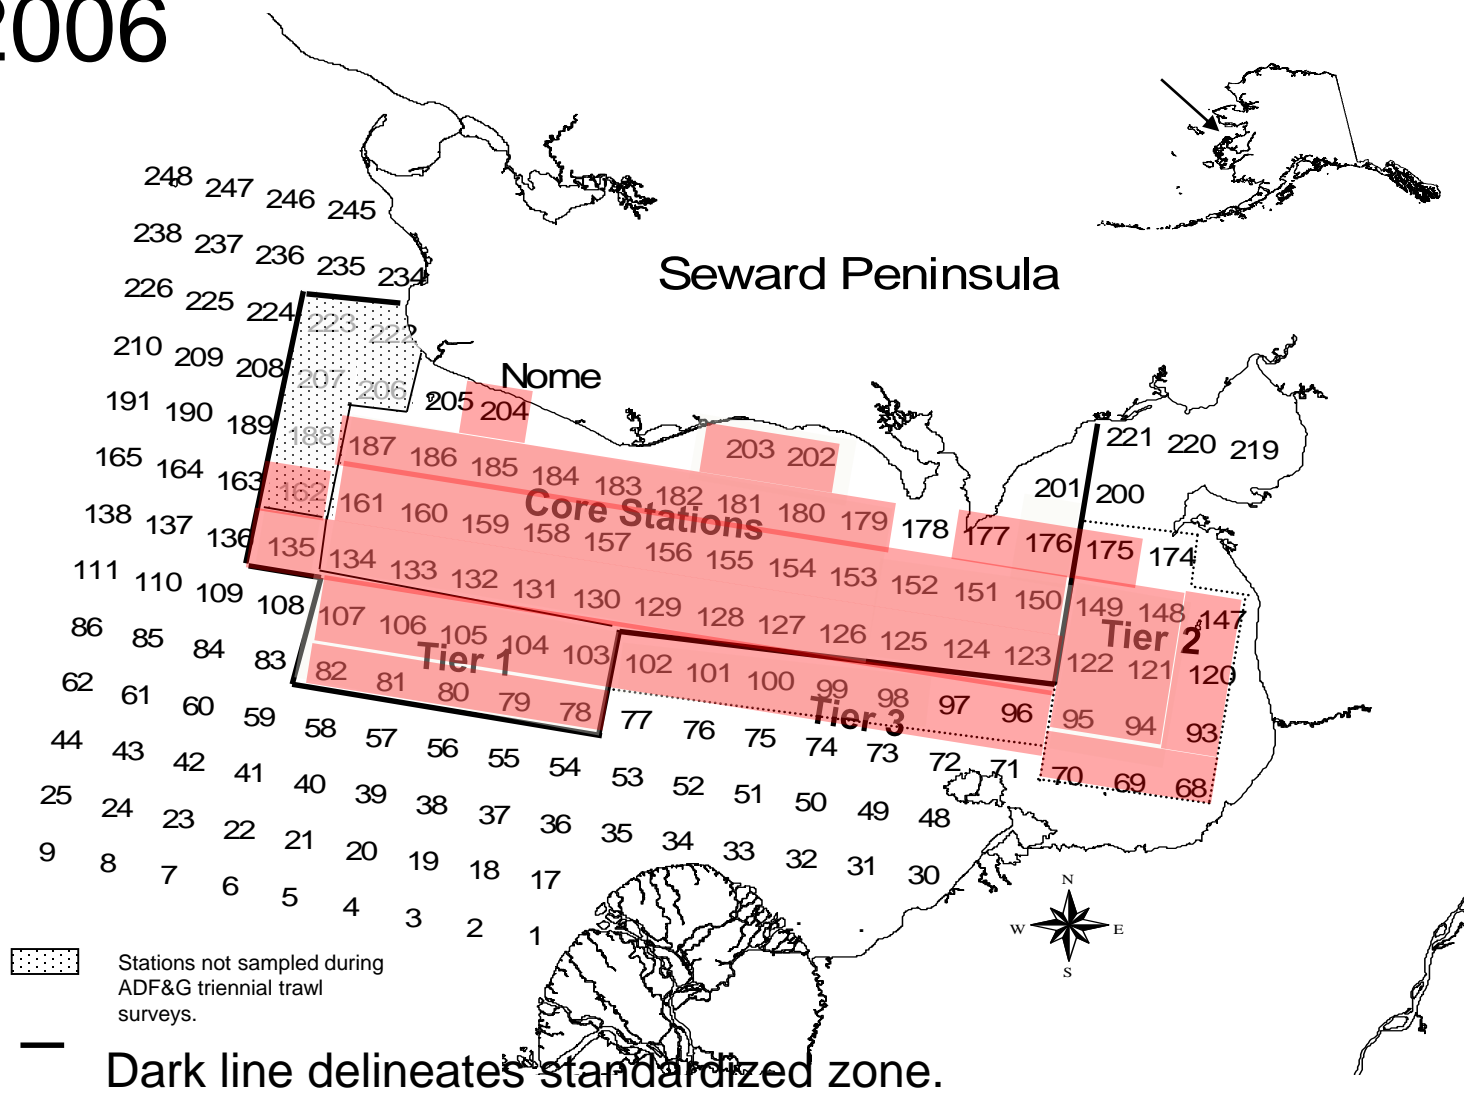 2006
248 247 246 245
238 237 236 235 234
Seward Peninsula
226 225 224 223 222
210 209 208 207 206
Nome
191 190 189 188 205 204
165 164 163 162 187 186 185 184 183 182 181 180 179 178 177 176 175 174
203 202
221 220 219
201 200
Core Stations
138 137 136 135 161 160 159 158 157 156 155 154 153 152 151 150 149 148 147
111 110 109 108 134 133 132 131 130 129 128 127 126 125 124 123 122 121 120
Tier 2
86 85 84 83 107 106 105 104 103 102 101 100 99 98 97 96 95 94 93
Tier 1
Tier 3
62 61 60 59 82 81 80 79 78 77 76 75 74 73 72 71 70 69 68
44 43 42 41 58 57 56 55 54 53 52 51 50 49 48
25 24 23 22 21 40 39 38 37 36 35 34 33 32 31 30
9 8 7 6 5 4 3 2 1 20 19 18 17
N
W E
S
Stations not sampled during
ADF&G triennial trawl
surveys.
Dark line delineates standardized zone.